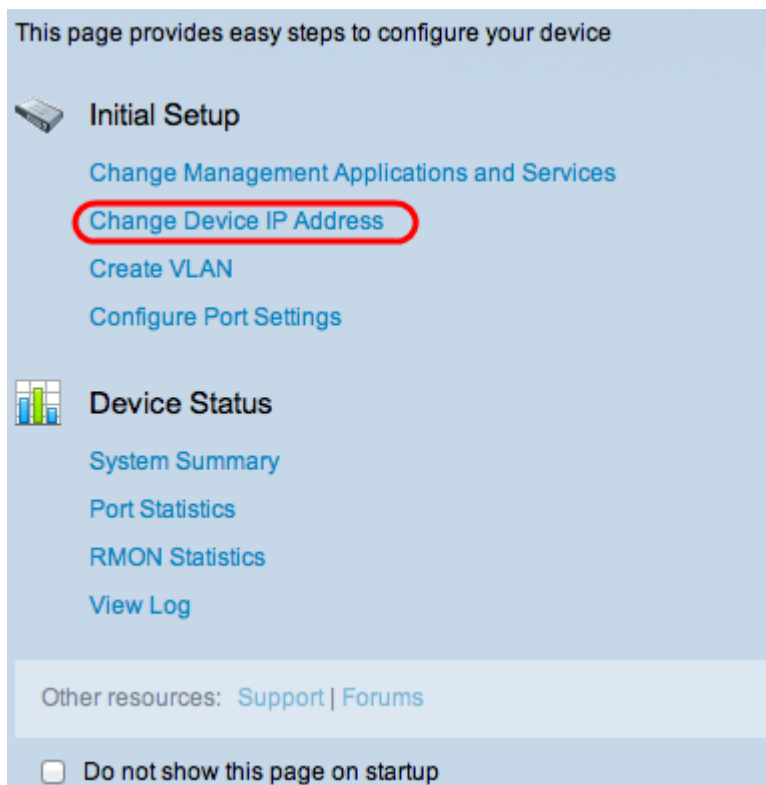 This page provides easy steps to configure your device
Initial Setup
Change Management Applications and Services
Change Device IP Address
Create VLAN
Configure Port Settings
Device Status
System Summary
Port Statistics
RMON Statistics
View Log
Other resources: Support | Forums
Do not show this page on startup